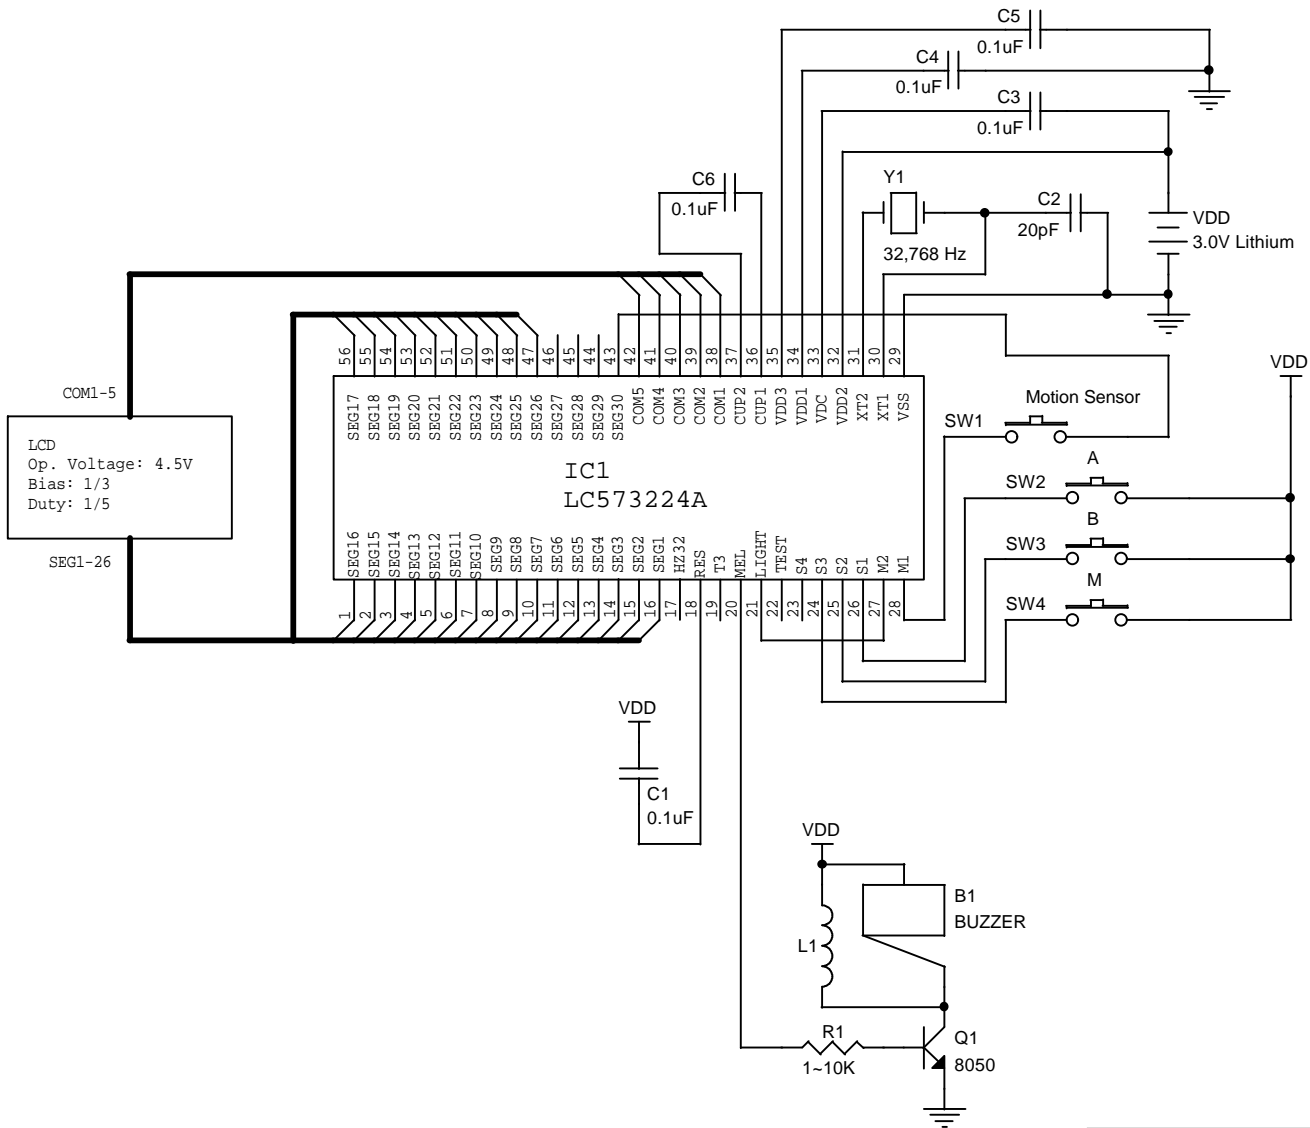 C5
0.1uF
C4
0.1uF
C3
0.1uF
C6
0.1uF
Y1
32,768 Hz
C2
20pF
VDD
3.0V Lithium
56 55 54 53 52 51 50 49 48 47 46 45 44 43 42 41 40 39 38 37 36 35 34 33 32 31 30 29
SEG17 SEG18 SEG19 SEG20 SEG21 SEG22 SEG23 SEG24 SEG25 SEG26 SEG27 SEG28 SEG29 SEG30 COM5 COM4 COM3 COM2 COM1 CUP2 CUP1 VDD3 VDD1 VDC VDD2 XT2 XT1 VSS
VDD
COM1-5
LCD
Op. Voltage: 4.5V
Bias: 1/3
Duty: 1/5
SEG1-26
IC1
LC573224A
Motion Sensor
SW1
A
SW2
B
SW3
M
SW4
SEG16 SEG15 SEG14 SEG13 SEG12 SEG11 SEG10 SEG9 SEG8 SEG7 SEG6 SEG5 SEG4 SEG3 SEG2 SEG1 HZ32 RES T3 MEL LIGHT TEST S4 S3 S2 S1 M2 M1
1 2 3 4 5 6 7 8 9 10 11 12 13 14 15 16 17 18 19 20 21 22 23 24 25 26 27 28
VDD
C1
0.1uF
VDD
B1
BUZZER
L1
R1
1~10K
Q1
8050